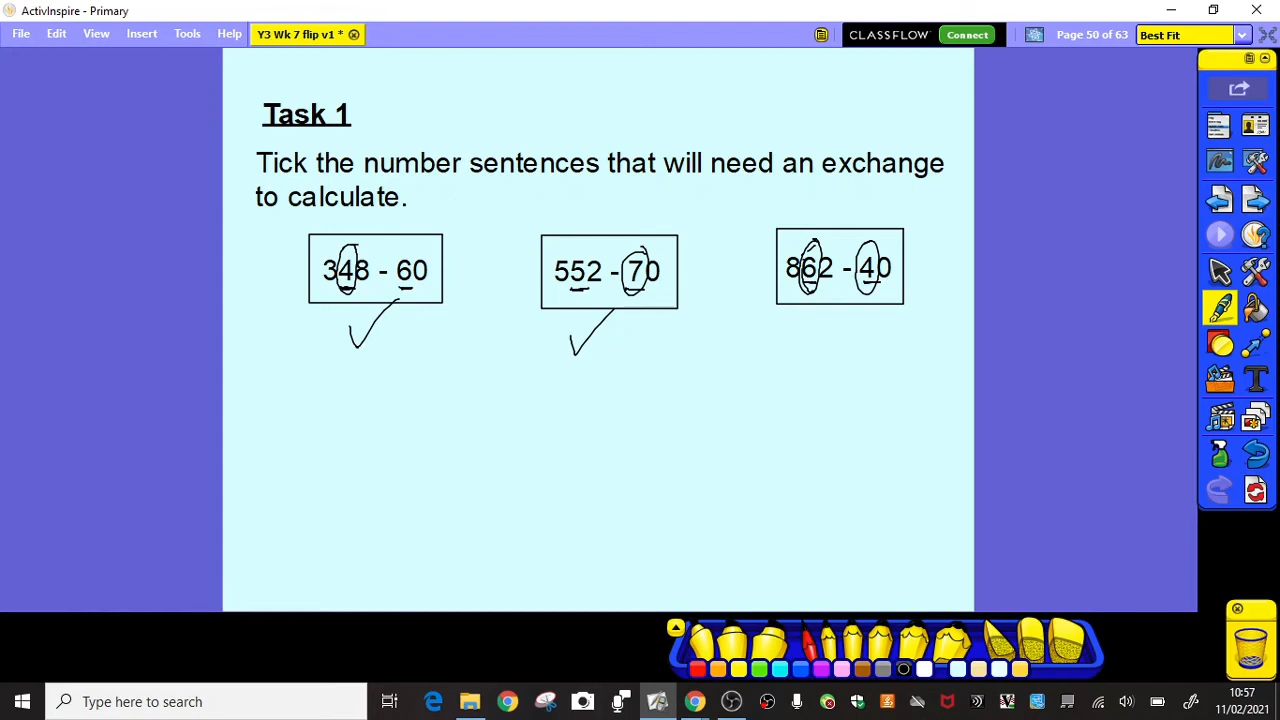 ActivInspire - Primary
File Edit View Insert Tools Help Y3 Wk 7 flip v1 * CLASSFLOW Connect Page 50 of 63 Best Fit
Task 1
Tick the number sentences that will need an exchange
to calculate.
348 - 60 552 - 70 862 - 40
Type here to search
10:57
11/02/2021